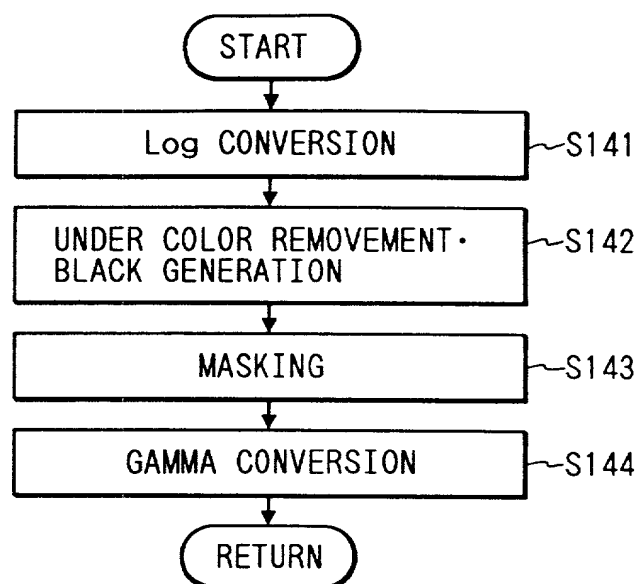 START
Log CONVERSION
S141
UNDER COLOR REMOVEMENT·
BLACK GENERATION
S142
MASKING
S143
GAMMA CONVERSION
S144
RETURN